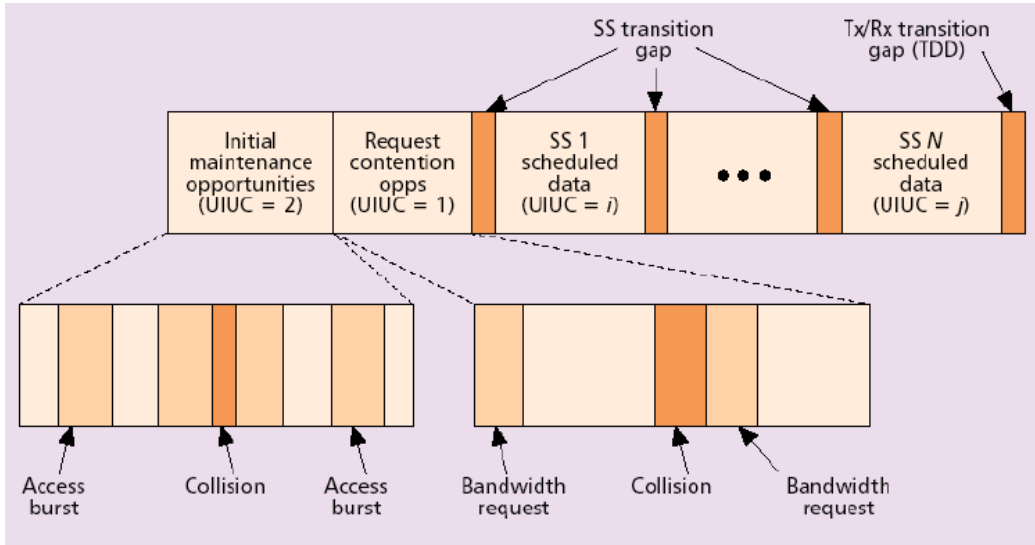 SS transition
gap
Tx/Rx transition
gap (TDD)
Initial
maintenance
opportunities
(UIUC = 2)
Request
contention
opps
(UIUC = 1)
SS 1
scheduled
data
(UIUC = i)
SS N
scheduled
data
(UIUC = j)
Access
burst
Collision
Access
burst
Bandwidth
request
Collision
Bandwidth
request